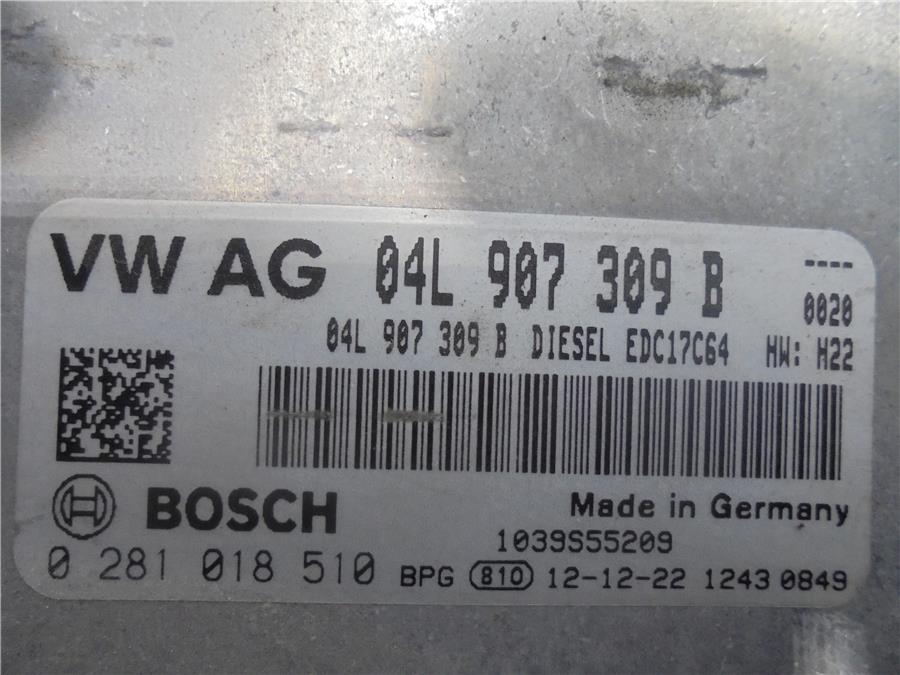 VW AG 04L 907 309 B ----
0020
04L 907 309 B DIESEL EDC17C64 HW: H22
BOSCH Made in Germany
1039S55209
0 281 018 510 BPG 810 12-12-22 1243 0849